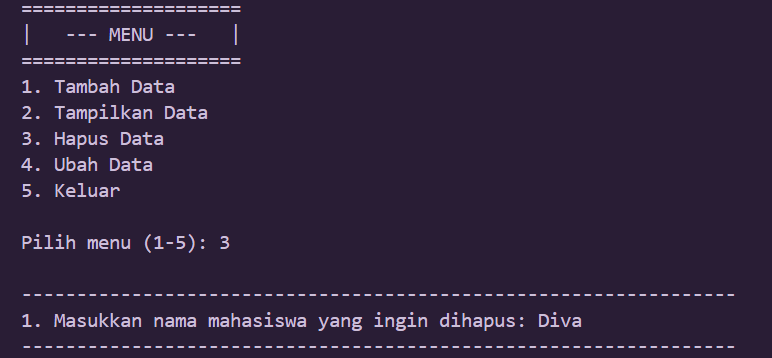 ====================
|   --- MENU ---   |
====================
1. Tambah Data
2. Tampilkan Data
3. Hapus Data
4. Ubah Data
5. Keluar
Pilih menu (1-5): 3
-----------------------------------------------------------------
1. Masukkan nama mahasiswa yang ingin dihapus: Diva
-----------------------------------------------------------------